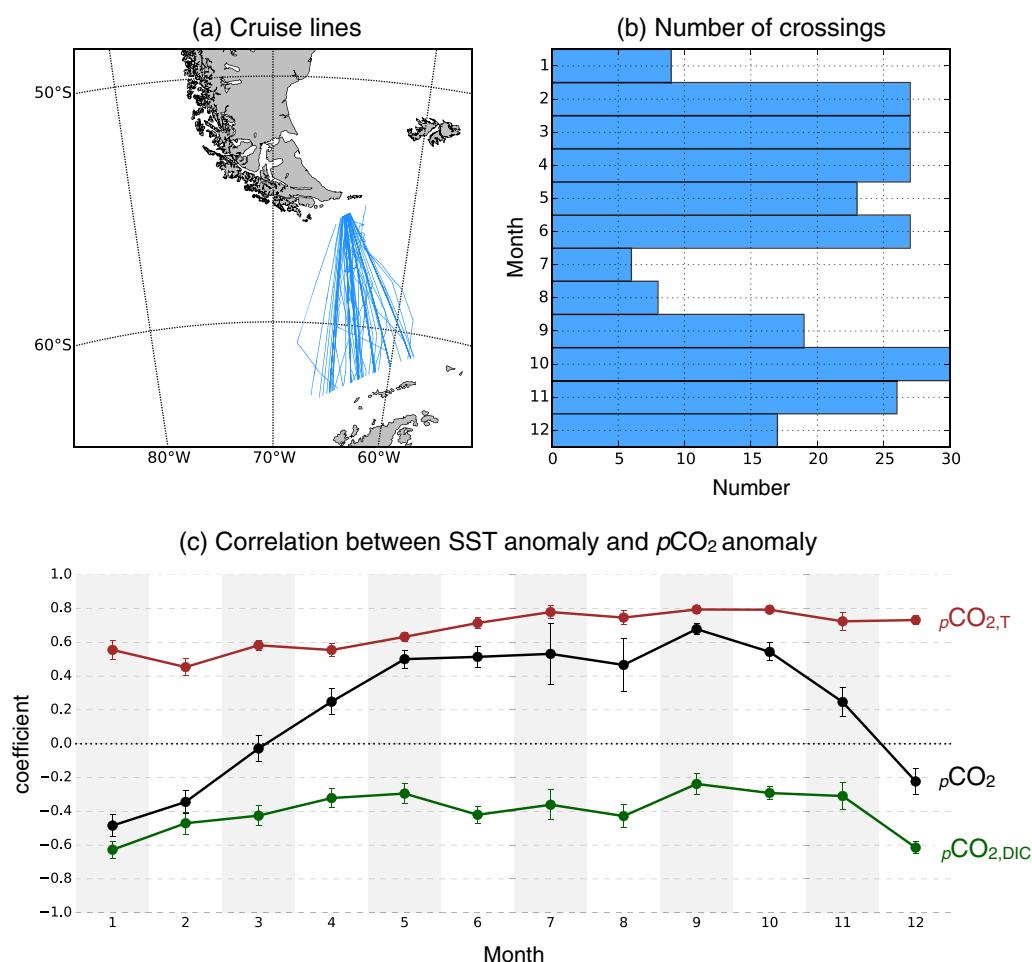 (a) Cruise lines
50°S
60°S
80°W 70°W 60°W
(b) Number of crossings
Month
1
2
3
4
5
6
7
8
9
10
11
12
0 5 10 15 20 25 30
Number
(c) Correlation between SST anomaly and pCO₂ anomaly
coefficient
1.0
0.8
0.6
0.4
0.2
0.0
−0.2
−0.4
−0.6
−0.8
−1.0
pCO₂,T
pCO₂
pCO₂,DIC
1 2 3 4 5 6 7 8 9 10 11 12
Month